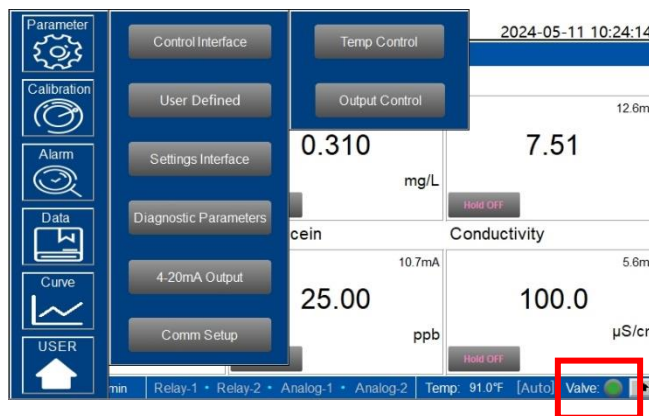 Parameter
Control Interface
Temp Control
2024-05-11 10:24:14
Calibration
User Defined
Output Control
12.6m
Alarm
Settings Interface
0.310
7.51
mg/L
Hold OFF
Data
Diagnostic Parameters
cein
Conductivity
10.7mA
5.6m
Curve
4-20mA Output
25.00
100.0
ppb
µS/cr
USER
Comm Setup
Hold OFF
min
Relay-1 • Relay-2 • Analog-1 • Analog-2
Temp: 91.0°F
[Auto]
Valve: